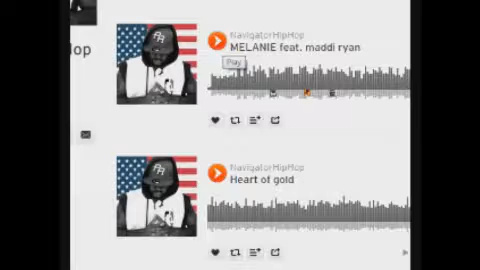 Hop
NavigatorHipHop
MELANIE feat. maddi ryan
Play
NavigatorHipHop
Heart of gold